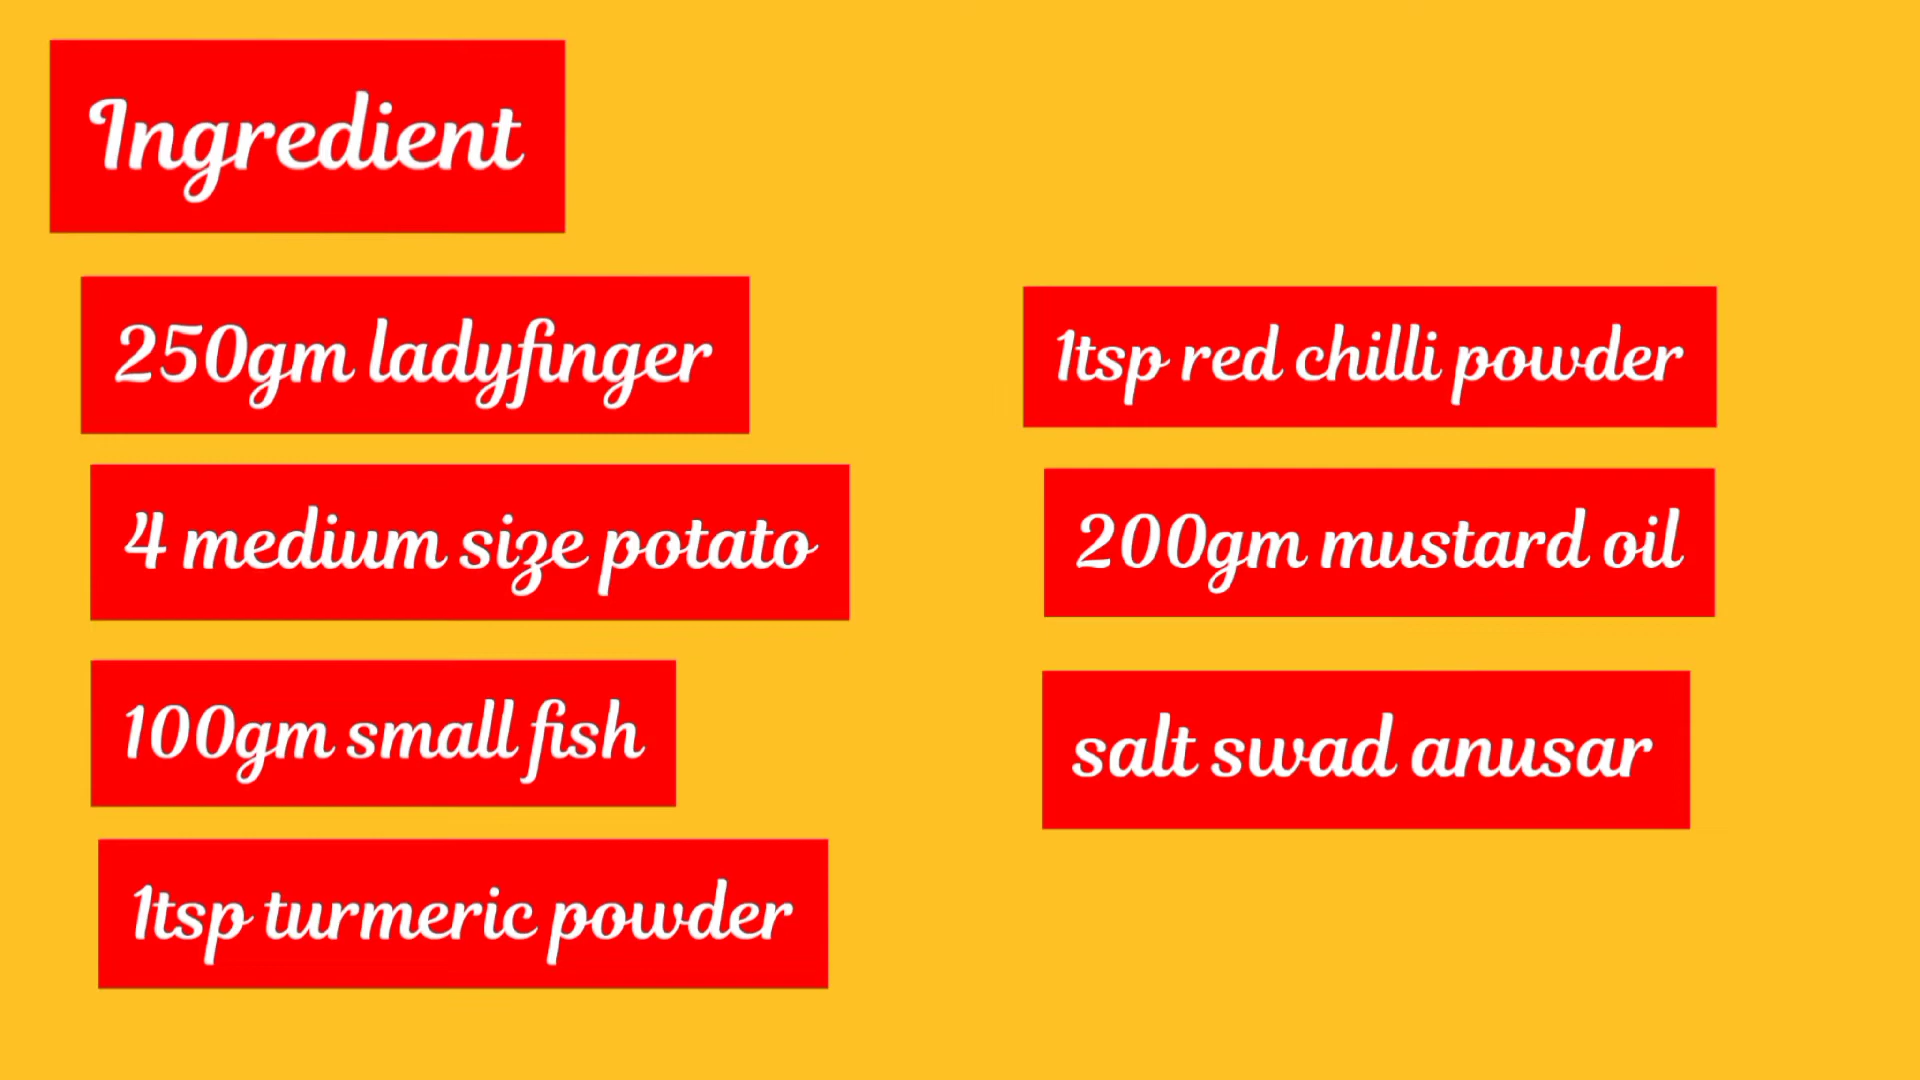 Ingredient
250gm ladyfinger
4 medium size potato
100gm small fish
1tsp turmeric powder
1tsp red chilli powder
200gm mustard oil
salt swad anusar